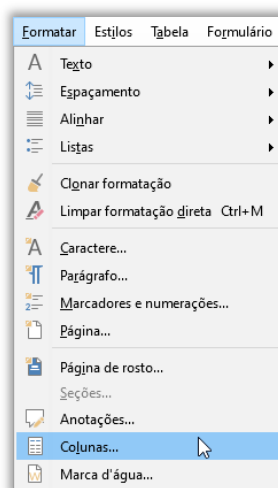 Formatar Estilos Tabela Formulário
Texto
Espaçamento
Alinhar
Listas
Clonar formatação
Limpar formatação direta Ctrl+M
Caractere...
Parágrafo...
Marcadores e numerações...
Página...
Página de rosto...
Seções...
Anotações...
Colunas...
Marca d'água...